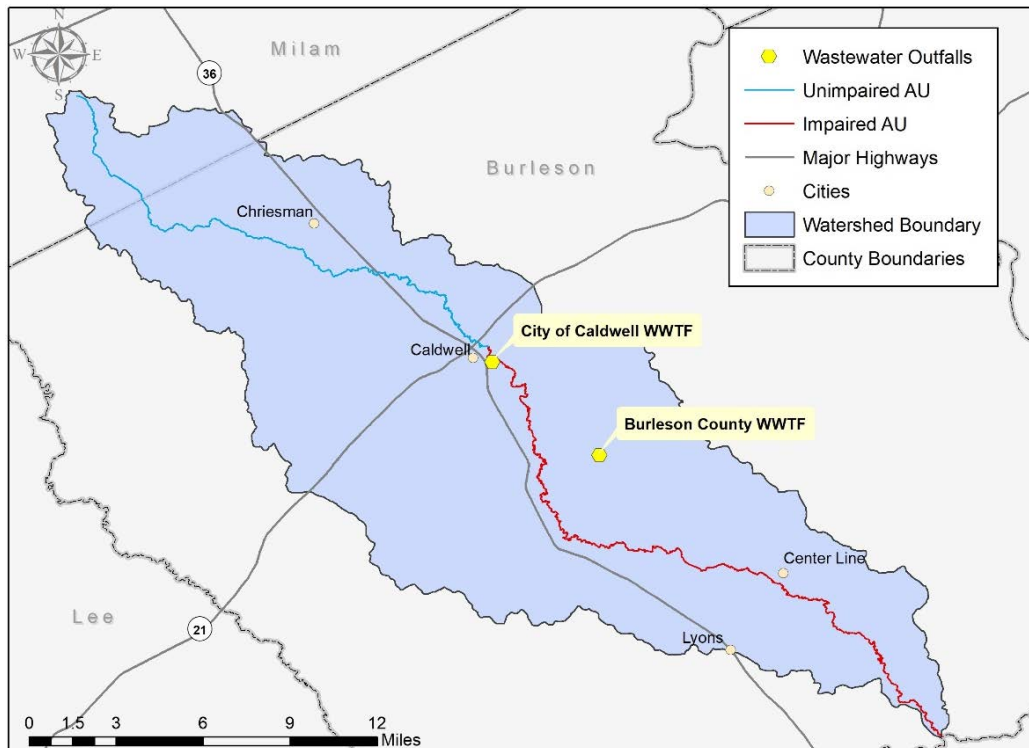 N
W E
S
Milam
36
Burleson
Wastewater Outfalls
Unimpaired AU
Impaired AU
Major Highways
Cities
Watershed Boundary
County Boundaries
Chriesman
City of Caldwell WWTF
Caldwell
Burleson County WWTF
Center Line
Lee
21
Lyons
0 1.5 3 6 9 12
Miles